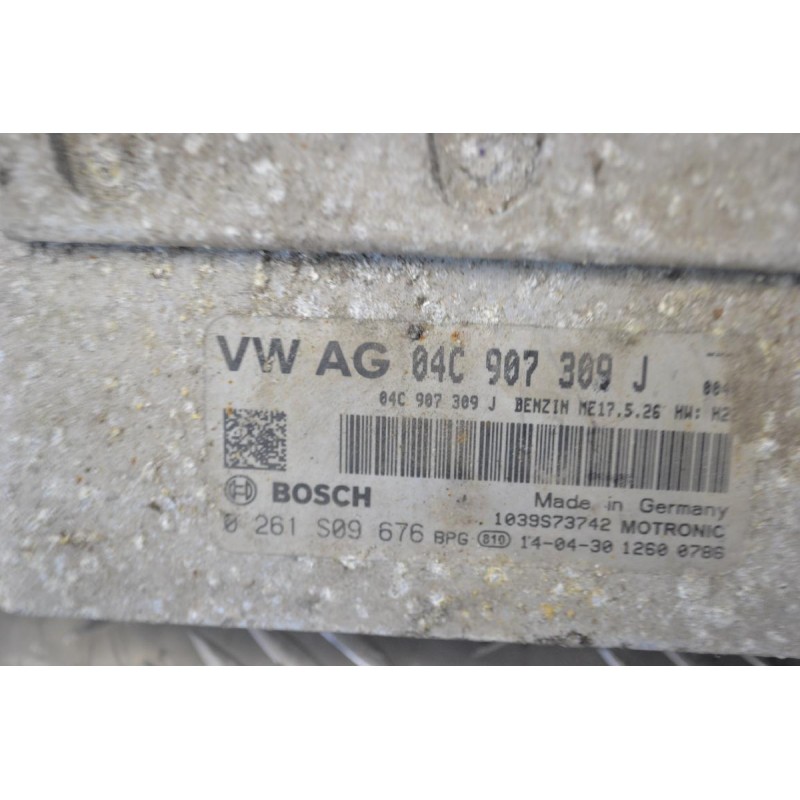 VW AG 04C 907 309 J
04C 907 309 J BENZIN ME17.5.26 HW: H2
BOSCH
Made in Germany
1039S73742 MOTRONIC
0 261 S09 676 BPG 810 14-04-30 1260 0786